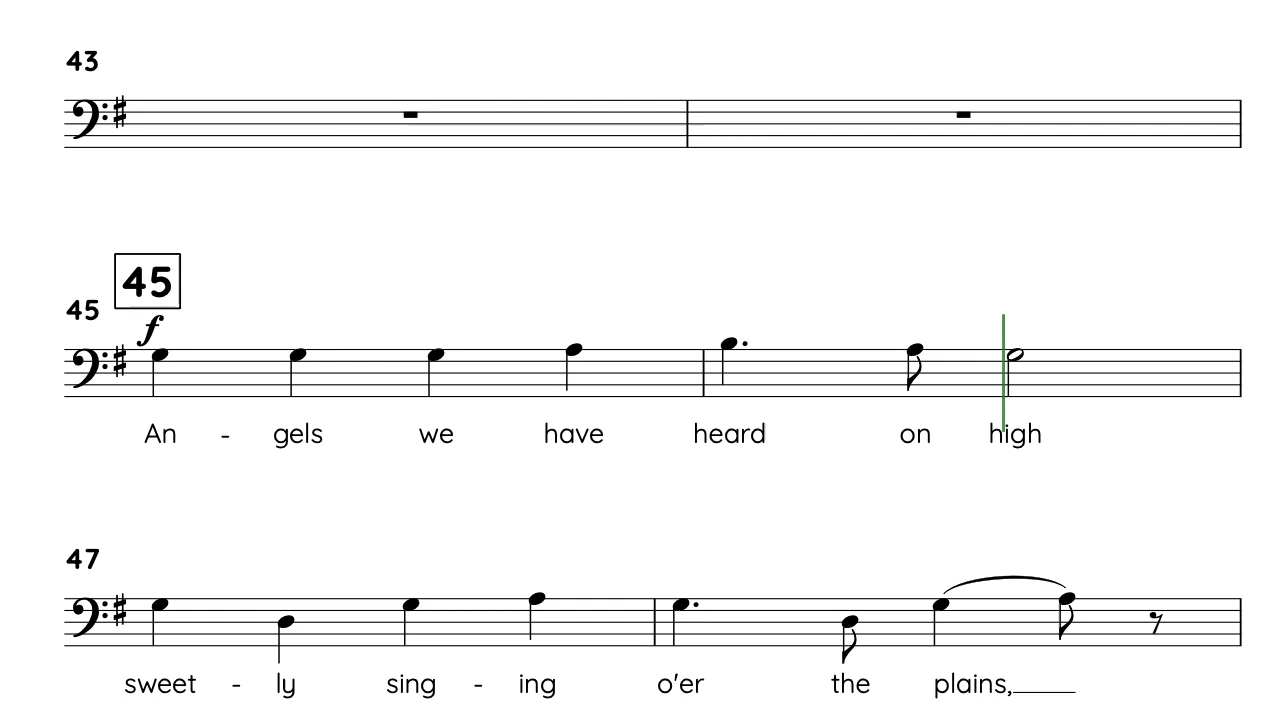 43
45
45
f
An - gels we have heard on high
47
sweet - ly sing - ing o'er the plains,